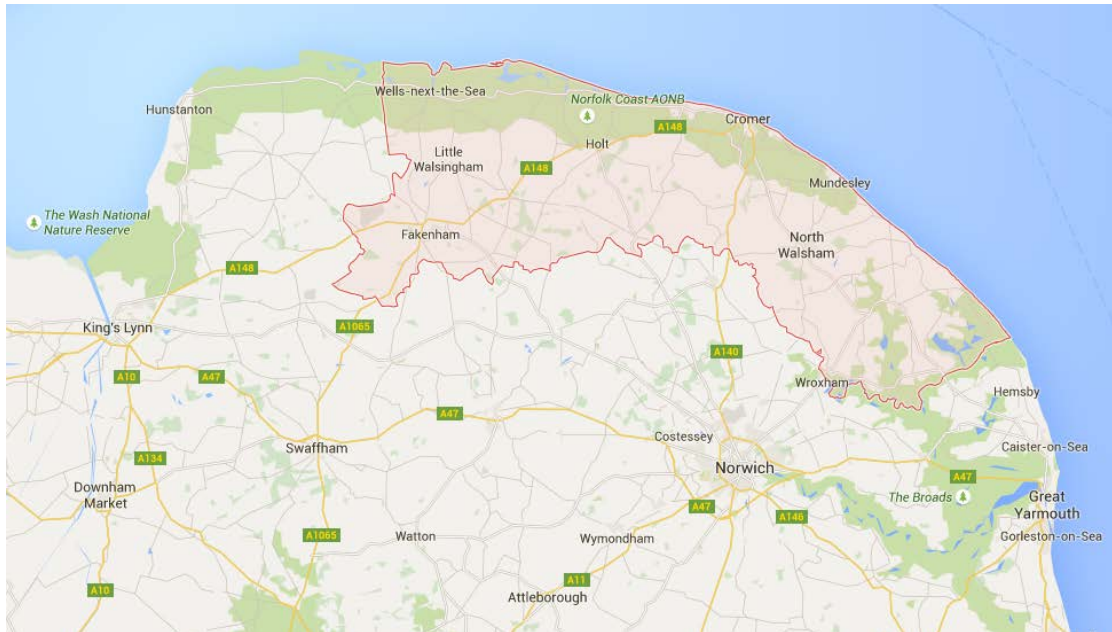 Wells-next-the-Sea
Hunstanton
Norfolk Coast AONB
Cromer
A148
Holt
Little
Walsingham
A148
Mundesley
The Wash National
Nature Reserve
Fakenham
North
Walsham
A148
King's Lynn
A1065
A140
A10
A47
Wroxham
Hemsby
A47
Costessey
Swaffham
Caister-on-Sea
A134
Norwich
A47
Downham
Market
The Broads
Great
Yarmouth
A47
A146
A1065
Watton
Wymondham
Gorleston-on-Sea
A10
A11
Attleborough